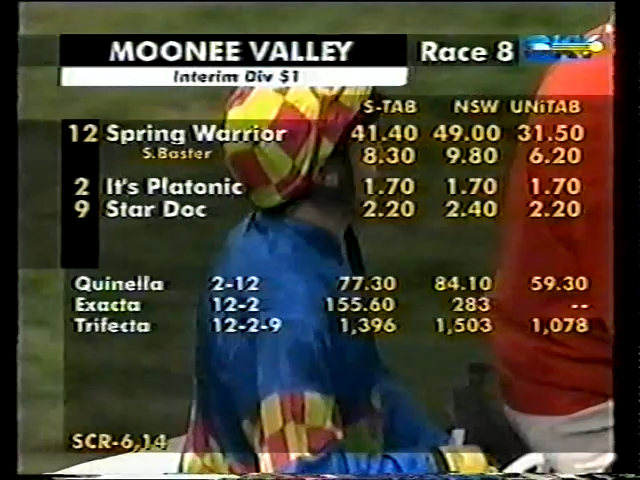 MOONEE VALLEY Race 8
Interim Div $1
S-TAB NSW UNiTAB
12 Spring Warrior 41.40 49.00 31.50
S.Baster 8.30 9.80 6.20
2 It's Platonic 1.70 1.70 1.70
9 Star Doc 2.20 2.40 2.20
Quinella 2-12 77.30 84.10 59.30
Exacta 12-2 155.60 283 --
Trifecta 12-2-9 1,396 1,503 1,078
SCR-6,14